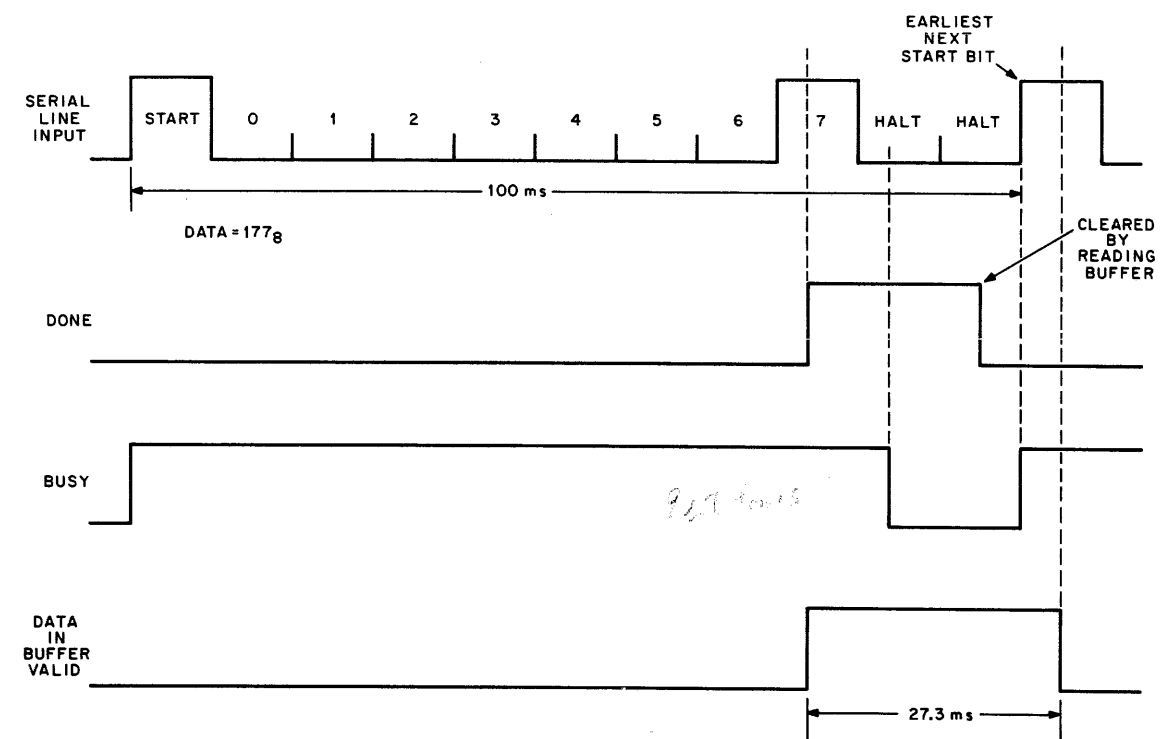 EARLIEST
NEXT
START BIT
SERIAL
LINE
INPUT
START 0 1 2 3 4 5 6 7 HALT HALT
100 ms
DATA = 177₈
CLEARED
BY
READING
BUFFER
DONE
BUSY
DATA
IN
BUFFER
VALID
27.3 ms